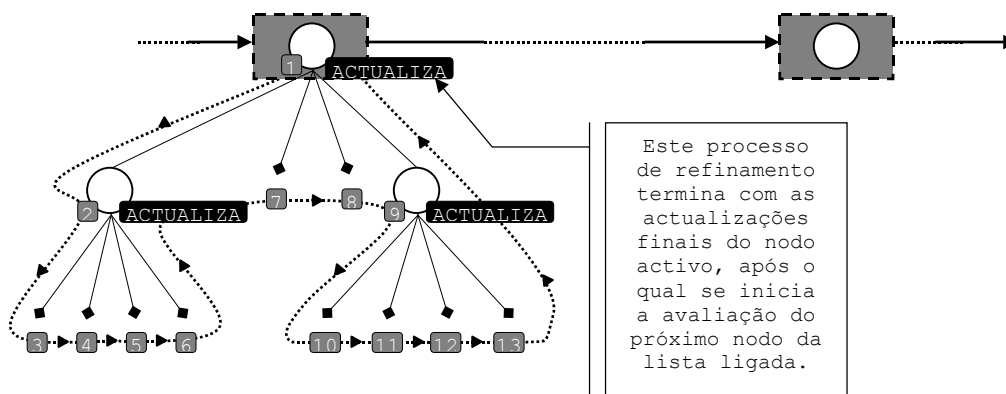 1
ACTUALIZA
Este processo
de refinamento
termina com as
actualizações
finais do nodo
activo, após o
qual se inicia
a avaliação do
próximo nodo da
lista ligada.
2
ACTUALIZA
7
8
9
ACTUALIZA
3
4
5
6
10
11
12
13